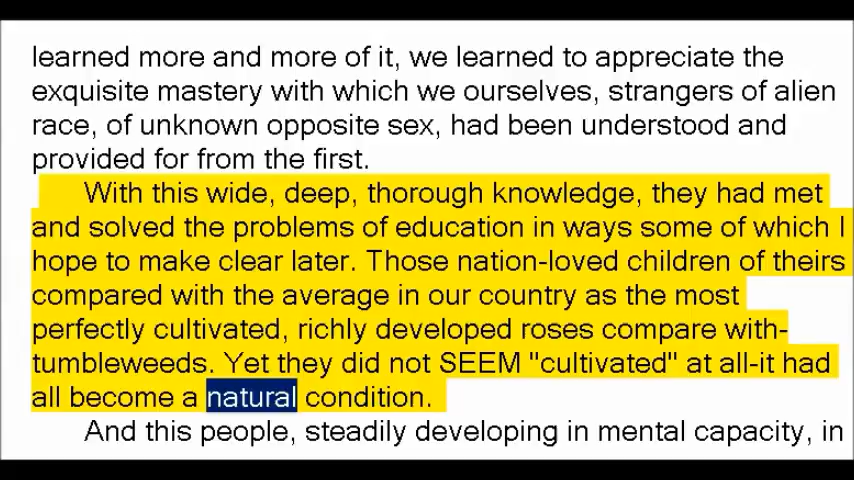 learned more and more of it, we learned to appreciate the
exquisite mastery with which we ourselves, strangers of alien
race, of unknown opposite sex, had been understood and
provided for from the first.
With this wide, deep, thorough knowledge, they had met
and solved the problems of education in ways some of which I
hope to make clear later. Those nation-loved children of theirs
compared with the average in our country as the most
perfectly cultivated, richly developed roses compare with-
tumbleweeds. Yet they did not SEEM "cultivated" at all-it had
all become a natural condition.
And this people, steadily developing in mental capacity, in